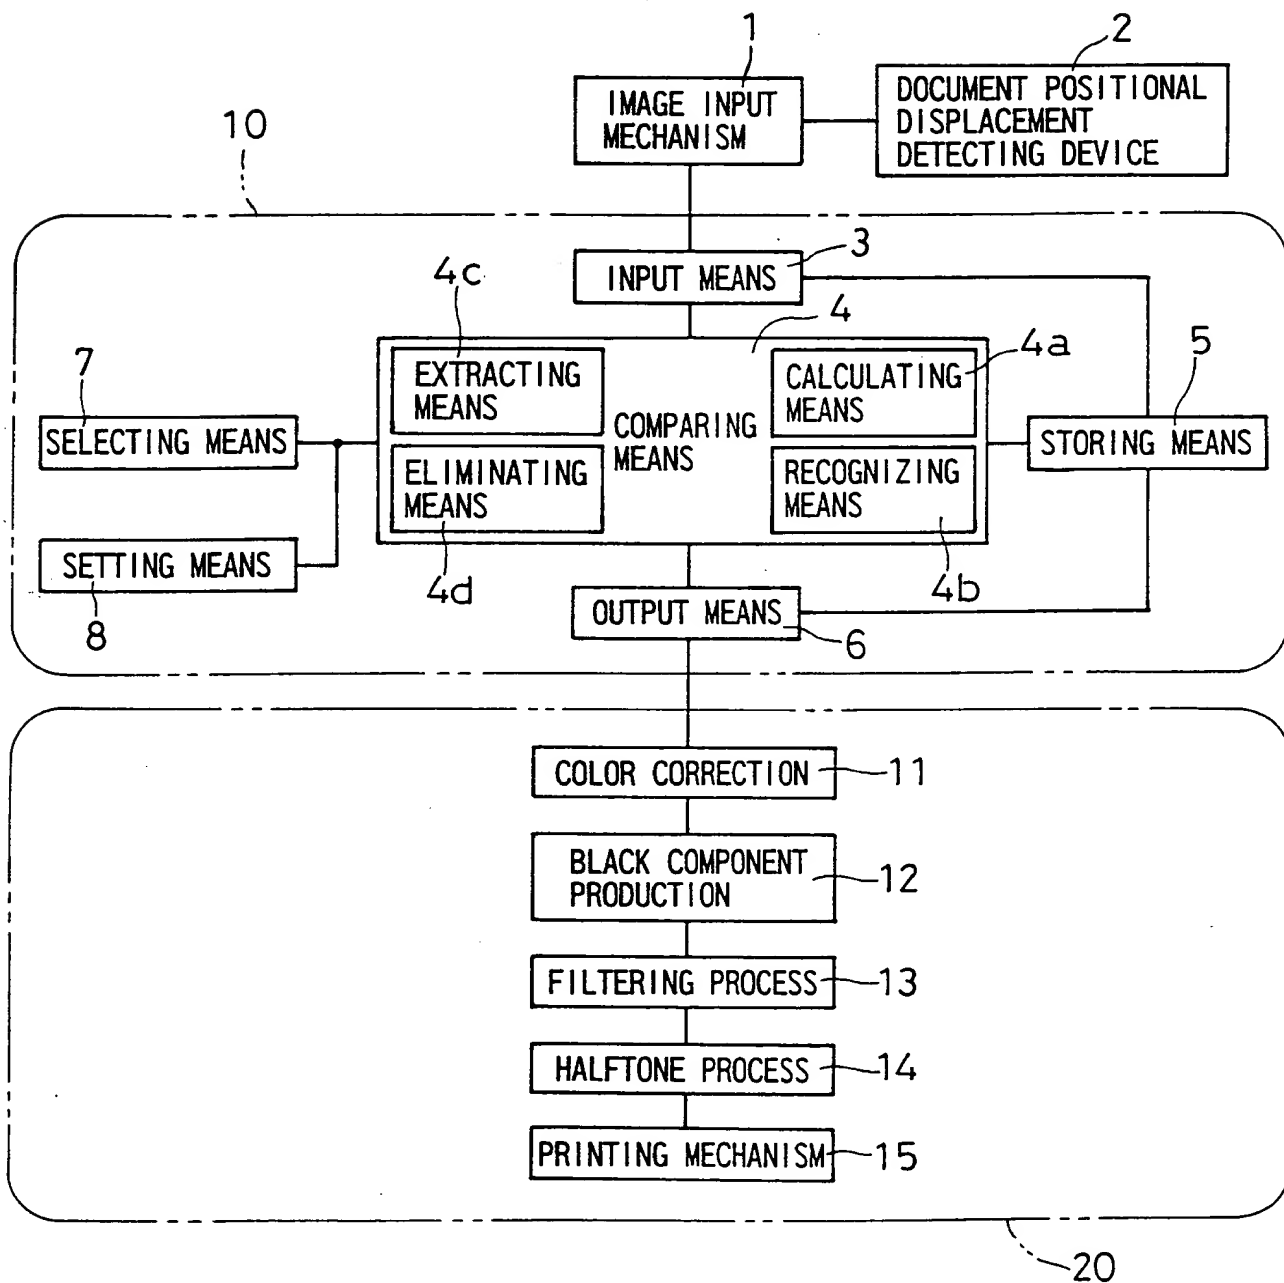 1
2
IMAGE INPUT
MECHANISM
DOCUMENT POSITIONAL
DISPLACEMENT
DETECTING DEVICE
10
3
INPUT MEANS
4c
4
4a
5
7
EXTRACTING
MEANS
CALCULATING
MEANS
COMPARING
MEANS
SELECTING MEANS
STORING MEANS
ELIMINATING
MEANS
RECOGNIZING
MEANS
SETTING MEANS
8
4d
4b
OUTPUT MEANS
6
COLOR CORRECTION
11
BLACK COMPONENT
PRODUCTION
12
FILTERING PROCESS
13
HALFTONE PROCESS
14
PRINTING MECHANISM
15
20